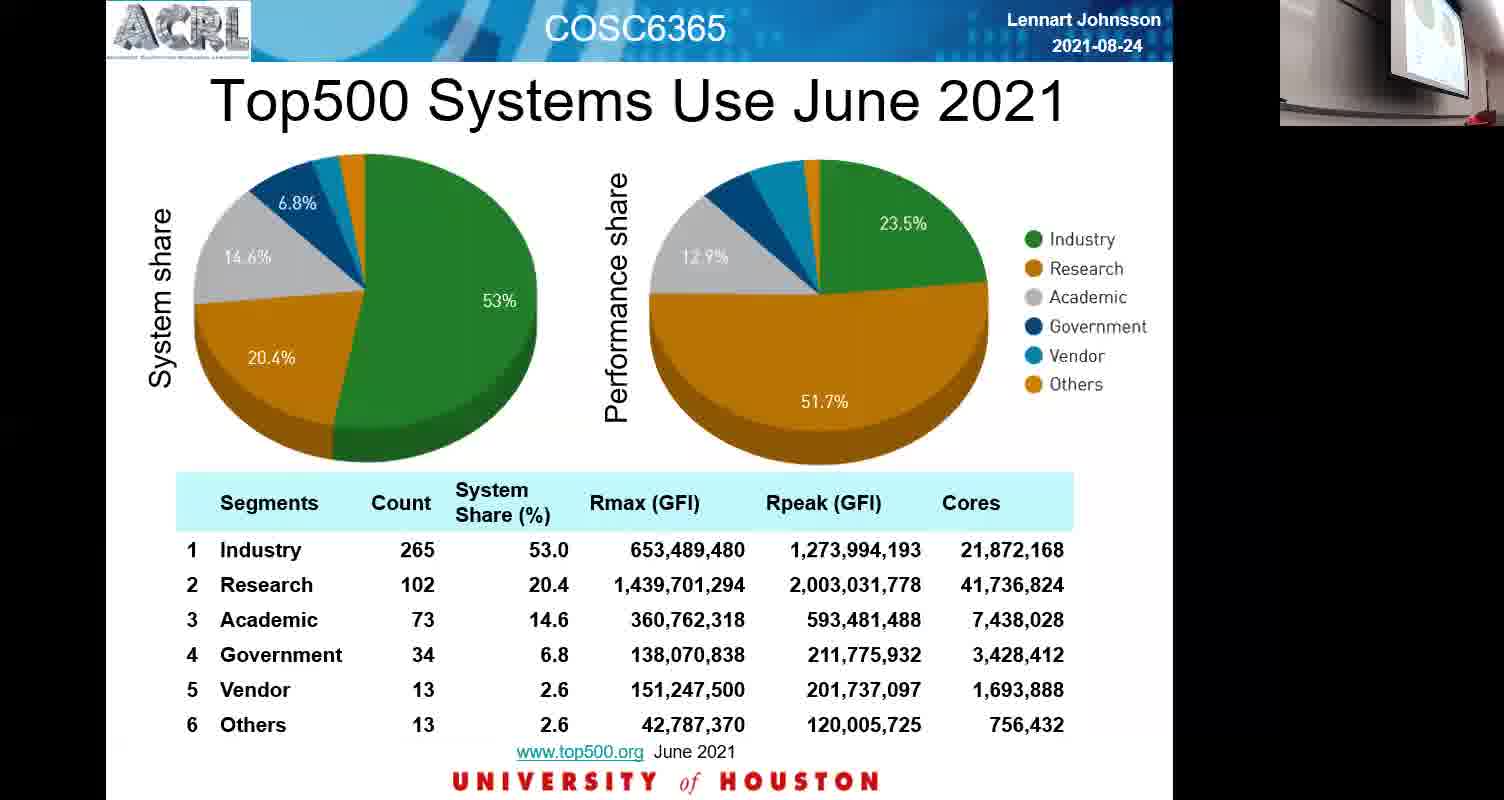 ACRL
COSC6365
Lennart Johnsson
2021-08-24
Top500 Systems Use June 2021
System share
6.8%
14.6%
53%
20.4%
Performance share
23.5%
12.9%
51.7%
Industry
Research
Academic
Government
Vendor
Others
Segments Count System Share (%) Rmax (GFl) Rpeak (GFl) Cores
1 Industry 265 53.0 653,489,480 1,273,994,193 21,872,168
2 Research 102 20.4 1,439,701,294 2,003,031,778 41,736,824
3 Academic 73 14.6 360,762,318 593,481,488 7,438,028
4 Government 34 6.8 138,070,838 211,775,932 3,428,412
5 Vendor 13 2.6 151,247,500 201,737,097 1,693,888
6 Others 13 2.6 42,787,370 120,005,725 756,432
www.top500.org June 2021
UNIVERSITY of HOUSTON